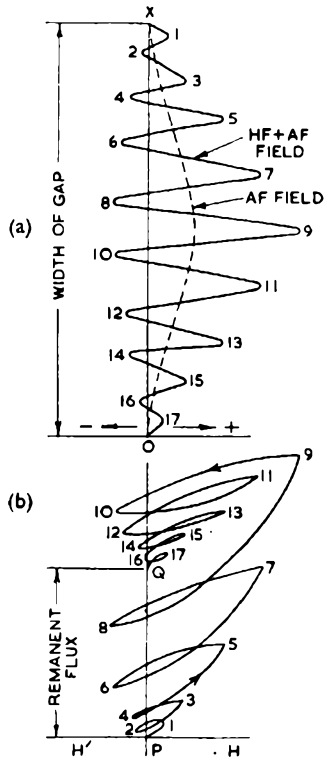 X
1
2
3
4
5
6
HF+AF
FIELD
7
AF FIELD
8
(a)
WIDTH OF GAP
9
10
11
12
13
14
15
16
17
- +
O
(b)
9
10
11
12
13
14
15
16
17
Q
7
REMANENT
FLUX
8
5
6
3
4
2
1
H′ P H